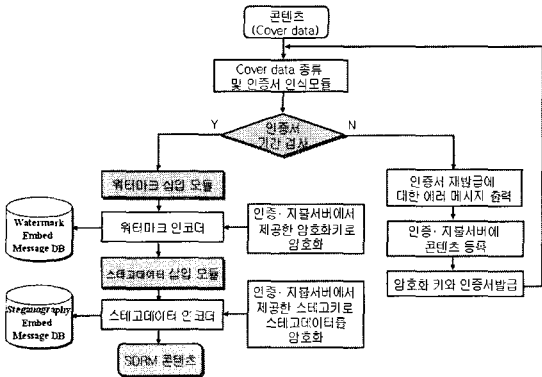 콘텐츠
(Cover data)
Cover data 종류
및 인증서 인식모듈
Y
인증서
기간 검사
N
워터마크 삽입 모듈
인증서 재발급에
대한 에러 메시지 출력
Watermark
Embed
Message DB
워터마크 인코더
인증· 지불서버에서
제공한 암호화키로
암호화
인증· 지불서버에
콘텐츠 등록
스테고데이터 삽입 모듈
암호화 키와 인증서발급
Steganography
Embed
Message DB
스테고데이터 인코더
인증· 지불서버에서
제공한 스테고키로
스테고데이터를
암호화
SDRM 콘텐츠